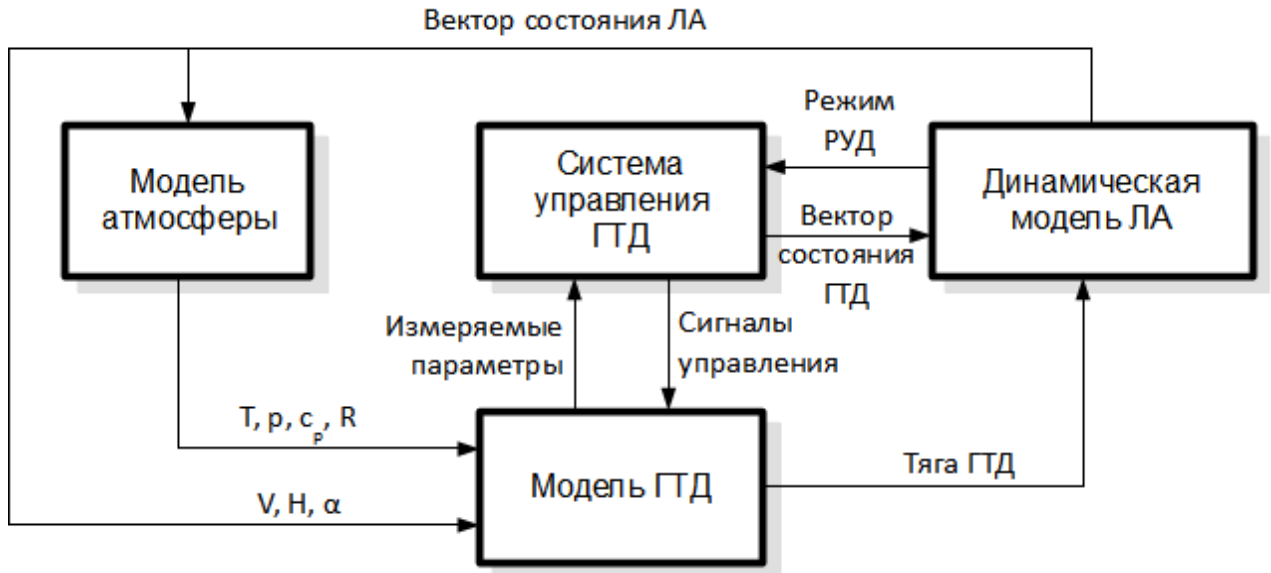 Вектор состояния ЛА
Модель
атмосферы
Система
управления
ГТД
Режим
РУД
Вектор
состояния
ГТД
Динамическая
модель ЛА
Измеряемые
параметры
Сигналы
управления
T, p, cₚ, R
V, H, α
Модель ГТД
Тяга ГТД